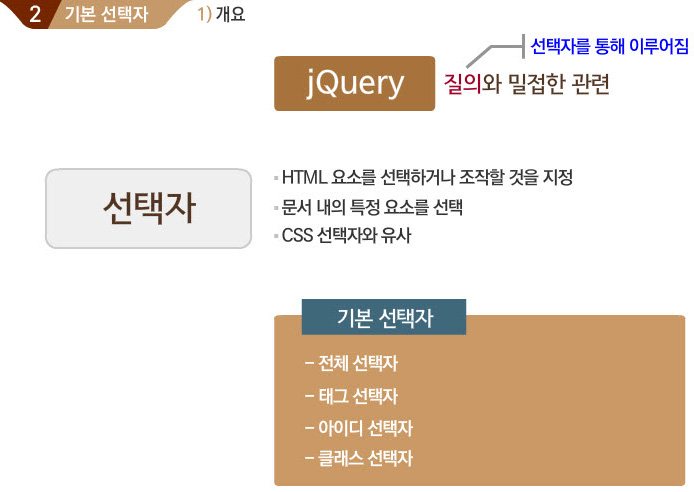 2 기본 선택자 1) 개요
선택자를 통해 이루어짐
jQuery 질의와 밀접한 관련
선택자
HTML 요소를 선택하거나 조작할 것을 지정
문서 내의 특정 요소를 선택
CSS 선택자와 유사
기본 선택자
- 전체 선택자
- 태그 선택자
- 아이디 선택자
- 클래스 선택자